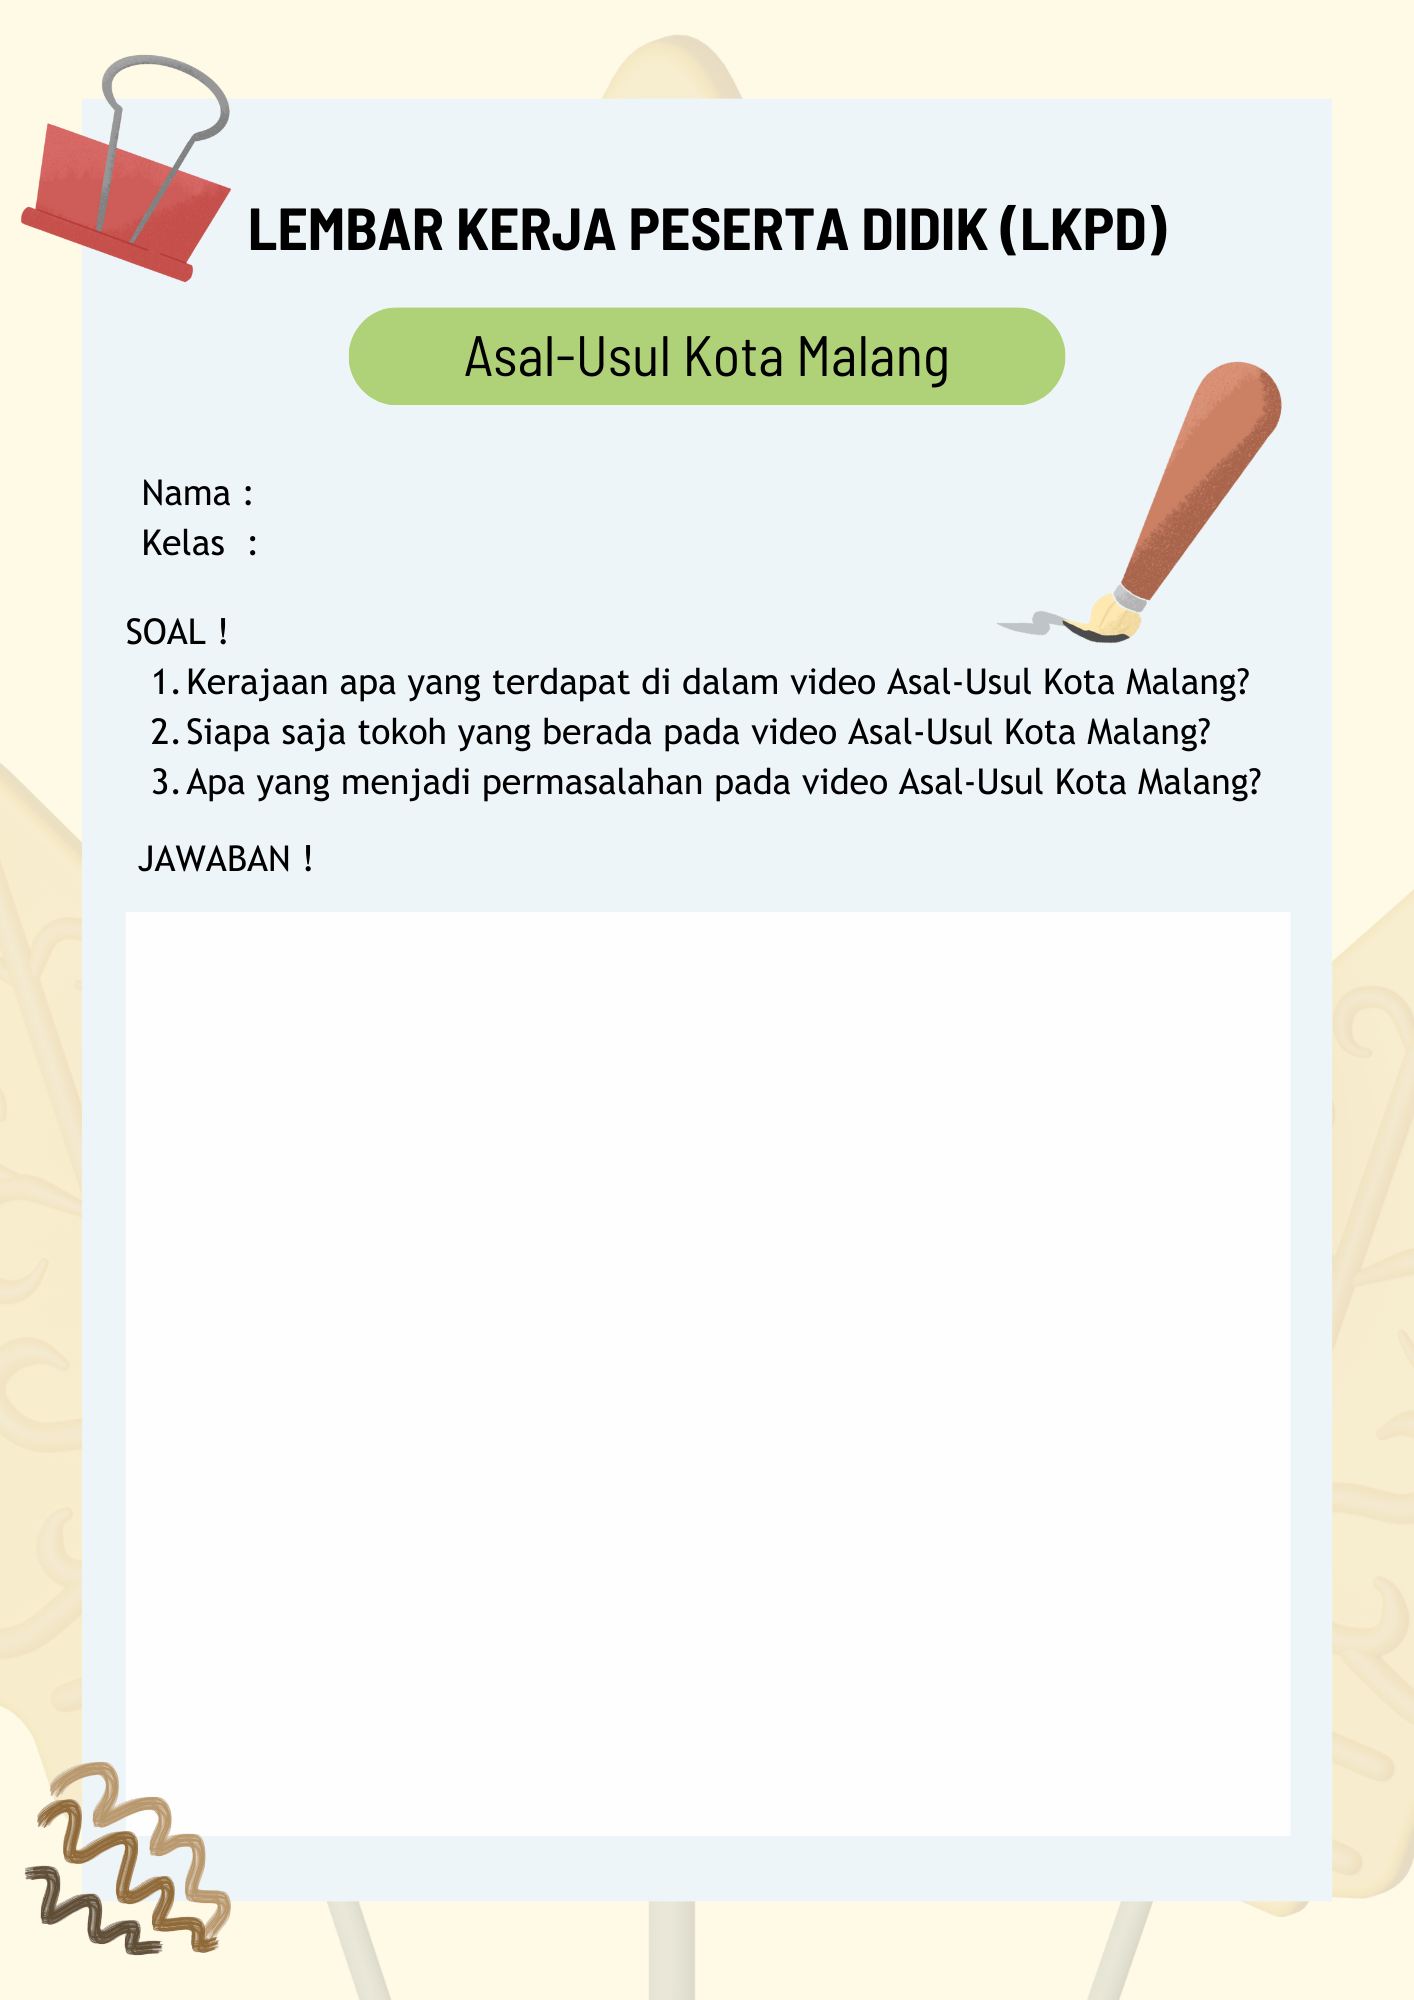 LEMBAR KERJA PESERTA DIDIK (LKPD)
Asal-Usul Kota Malang
Nama :
Kelas :
SOAL !
1. Kerajaan apa yang terdapat di dalam video Asal-Usul Kota Malang?
2. Siapa saja tokoh yang berada pada video Asal-Usul Kota Malang?
3. Apa yang menjadi permasalahan pada video Asal-Usul Kota Malang?
JAWABAN !